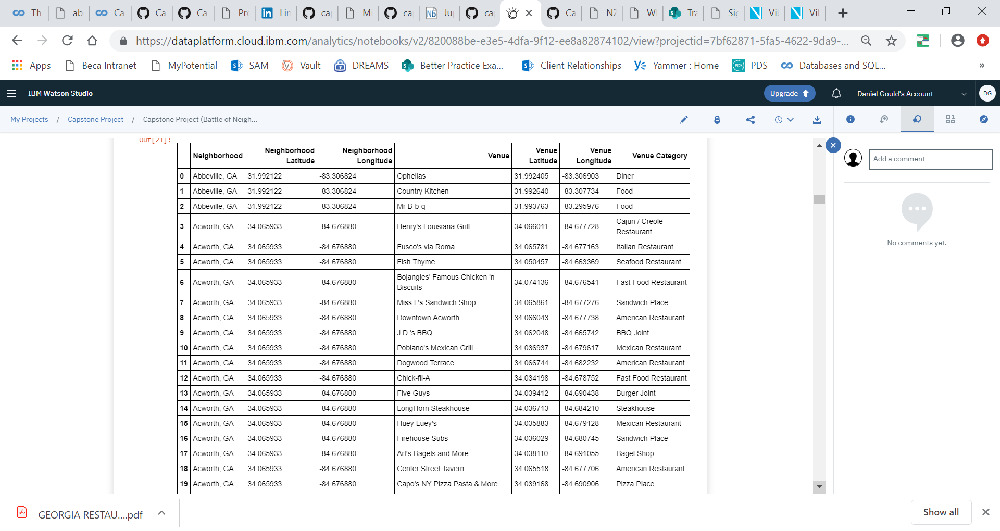 Th
ab
Ca
Ca
Ca
Pre
Lin
cap
Mi
cap
Ju
cap
Ca
NZ
W
Tra
Sig
Vil
Vil
https://dataplatform.cloud.ibm.com/analytics/notebooks/v2/820088be-e3e5-4dfa-9f12-ee8a82874102/view?projectid=7bf62871-5fa5-4622-9da9-...
Apps Beca Intranet MyPotential SAM Vault DREAMS Better Practice Exa... Client Relationships Yammer : Home PDS PDS Databases and SQL... »
IBM Watson Studio Upgrade Daniel Gould's Account DG
My Projects / Capstone Project / Capstone Project (Battle of Neigh...
Out[21]:
Neighborhood Neighborhood Latitude Neighborhood Longitude Venue Venue Latitude Venue Longitude Venue Category
0 Abbeville, GA 31.992122 -83.306824 Ophelias 31.992405 -83.306903 Diner
1 Abbeville, GA 31.992122 -83.306824 Country Kitchen 31.992640 -83.307734 Food
2 Abbeville, GA 31.992122 -83.306824 Mr B-b-q 31.993763 -83.295976 Food
3 Acworth, GA 34.065933 -84.676880 Henry's Louisiana Grill 34.066011 -84.677728 Cajun / Creole Restaurant
4 Acworth, GA 34.065933 -84.676880 Fusco's via Roma 34.065781 -84.677163 Italian Restaurant
5 Acworth, GA 34.065933 -84.676880 Fish Thyme 34.050457 -84.663369 Seafood Restaurant
6 Acworth, GA 34.065933 -84.676880 Bojangles' Famous Chicken 'n Biscuits 34.074136 -84.676541 Fast Food Restaurant
7 Acworth, GA 34.065933 -84.676880 Miss L's Sandwich Shop 34.065861 -84.677276 Sandwich Place
8 Acworth, GA 34.065933 -84.676880 Downtown Acworth 34.066043 -84.677738 American Restaurant
9 Acworth, GA 34.065933 -84.676880 J.D.'s BBQ 34.062048 -84.665742 BBQ Joint
10 Acworth, GA 34.065933 -84.676880 Poblano's Mexican Grill 34.036937 -84.679617 Mexican Restaurant
11 Acworth, GA 34.065933 -84.676880 Dogwood Terrace 34.066744 -84.682232 American Restaurant
12 Acworth, GA 34.065933 -84.676880 Chick-fil-A 34.034198 -84.678752 Fast Food Restaurant
13 Acworth, GA 34.065933 -84.676880 Five Guys 34.039412 -84.690438 Burger Joint
14 Acworth, GA 34.065933 -84.676880 LongHorn Steakhouse 34.036713 -84.684210 Steakhouse
15 Acworth, GA 34.065933 -84.676880 Huey Luey's 34.035883 -84.679128 Mexican Restaurant
16 Acworth, GA 34.065933 -84.676880 Firehouse Subs 34.036029 -84.680745 Sandwich Place
17 Acworth, GA 34.065933 -84.676880 Art's Bagels and More 34.038110 -84.691055 Bagel Shop
18 Acworth, GA 34.065933 -84.676880 Center Street Tavern 34.065518 -84.677706 American Restaurant
19 Acworth, GA 34.065933 -84.676880 Capo's NY Pizza Pasta & More 34.039168 -84.690906 Pizza Place
Add a comment
No comments yet.
GEORGIA RESTAU....pdf
Show all